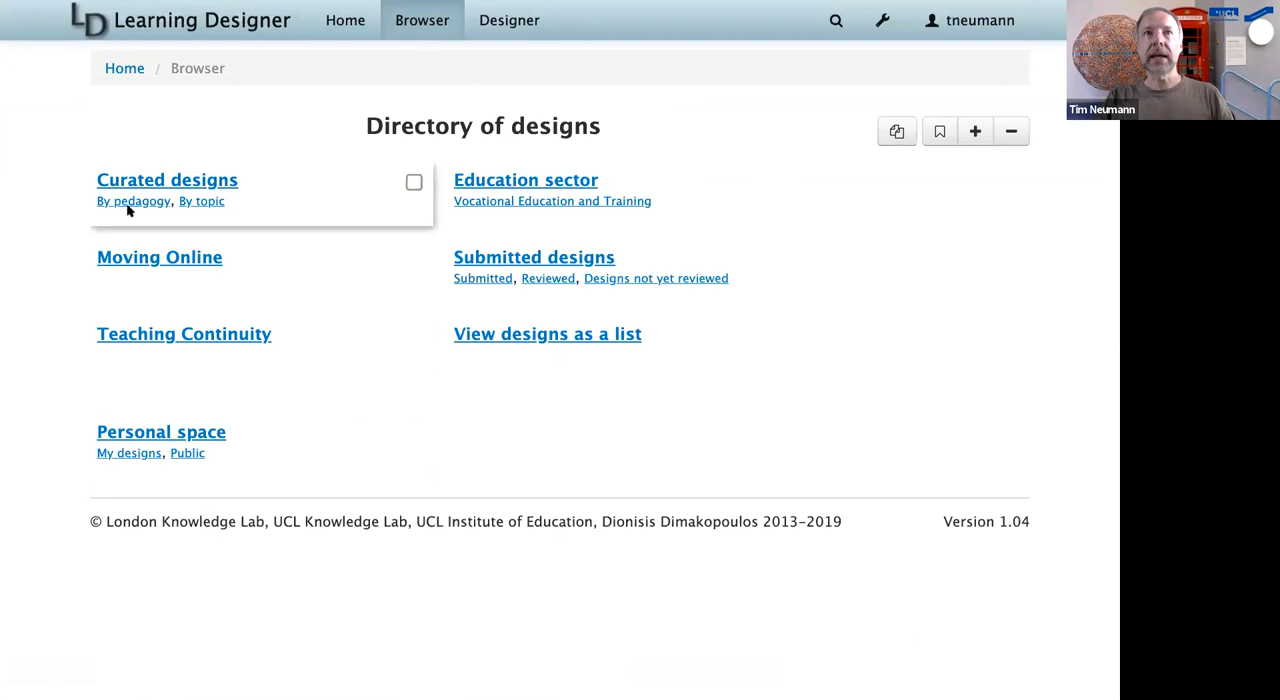 LD Learning Designer Home Browser Designer tneumann
UCL
Tim Neumann
Home / Browser
Directory of designs
Curated designs
By pedagogy, By topic
Education sector
Vocational Education and Training
Moving Online
Submitted designs
Submitted, Reviewed, Designs not yet reviewed
Teaching Continuity
View designs as a list
Personal space
My designs, Public
© London Knowledge Lab, UCL Knowledge Lab, UCL Institute of Education, Dionisis Dimakopoulos 2013–2019
Version 1.04